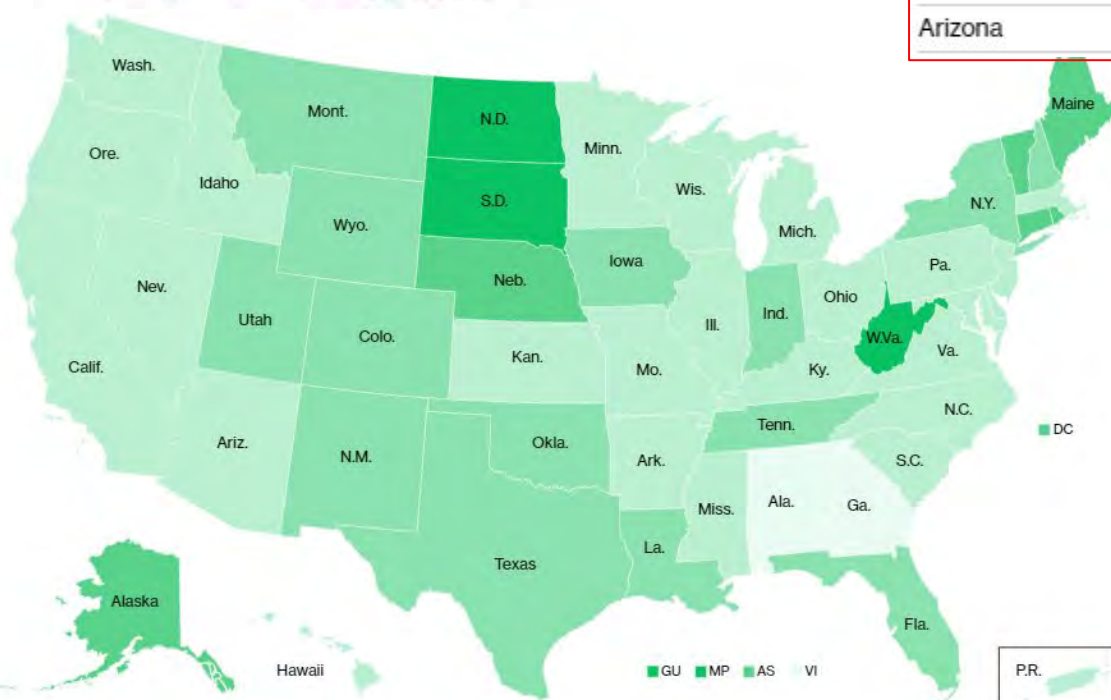 Arizona
Wash.
Maine
Mont.
N.D.
Minn.
Ore.
Idaho
Wis.
S.D.
N.Y.
Wyo.
Mich.
Iowa
Pa.
Neb.
Nev.
Ohio
Utah
Ind.
Ill.
Colo.
W.Va.
Va.
Kan.
Calif.
Mo.
Ky.
N.C.
Tenn.
DC
Ariz.
Okla.
N.M.
Ark.
S.C.
Miss.
Ala.
Ga.
La.
Texas
Alaska
Fla.
Hawaii
GU MP AS VI
P.R.